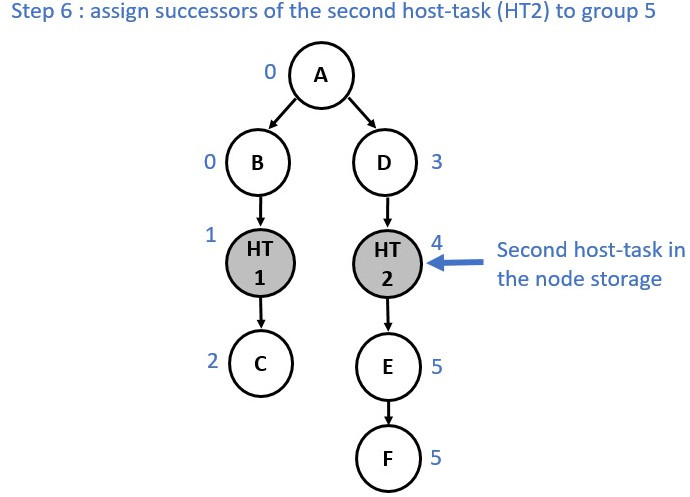 Step 6 : assign successors of the second host-task (HT2) to group 5
0
A
0
B
D
3
1
HT
1
HT
2
4
Second host-task in
the node storage
2
C
E
5
F
5